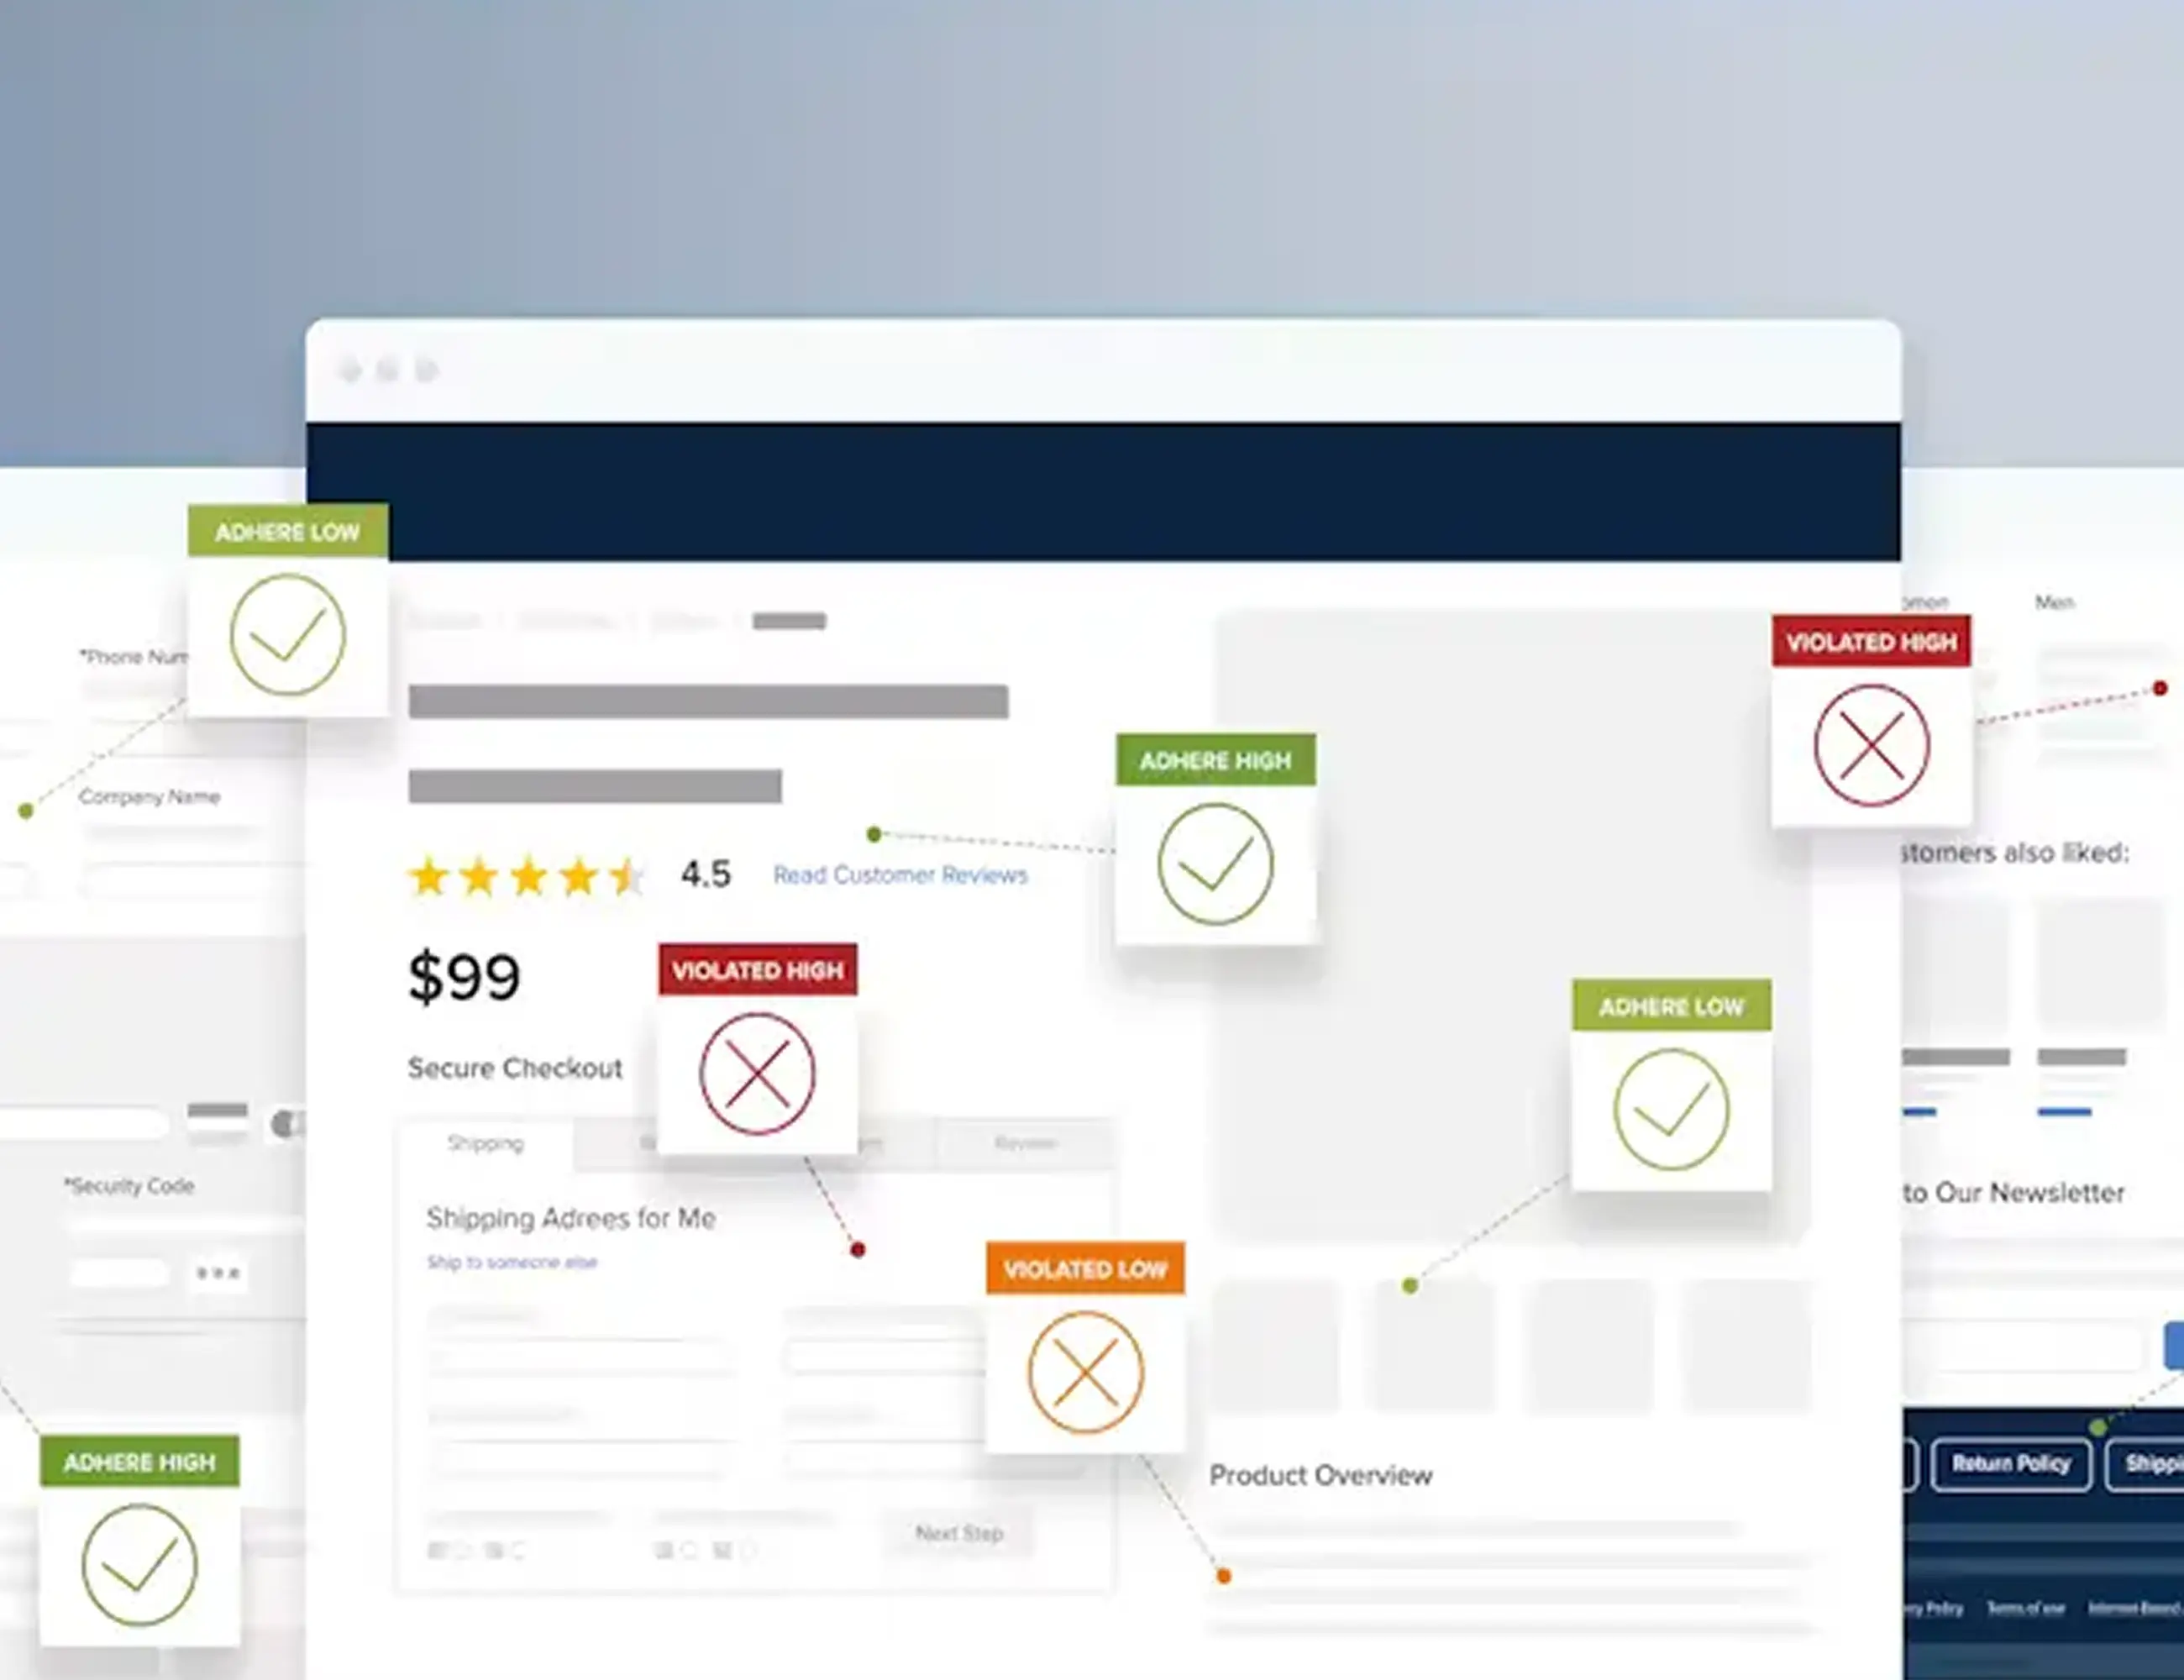 ADHERE LOW
Men
VIOLATED HIGH
*Phone Num
ADHERE HIGH
Company Name
stomers also liked:
4.5
Read Customer Reviews
$99
VIOLATED HIGH
ADHERE LOW
Secure Checkout
Shipping
Review
*Security Code
to Our Newsletter
Shipping Adrees for Me
Ship to someone else
VIOLATED LOW
ADHERE HIGH
Product Overview
Return Policy
Shippi
Next Step
Terms of use